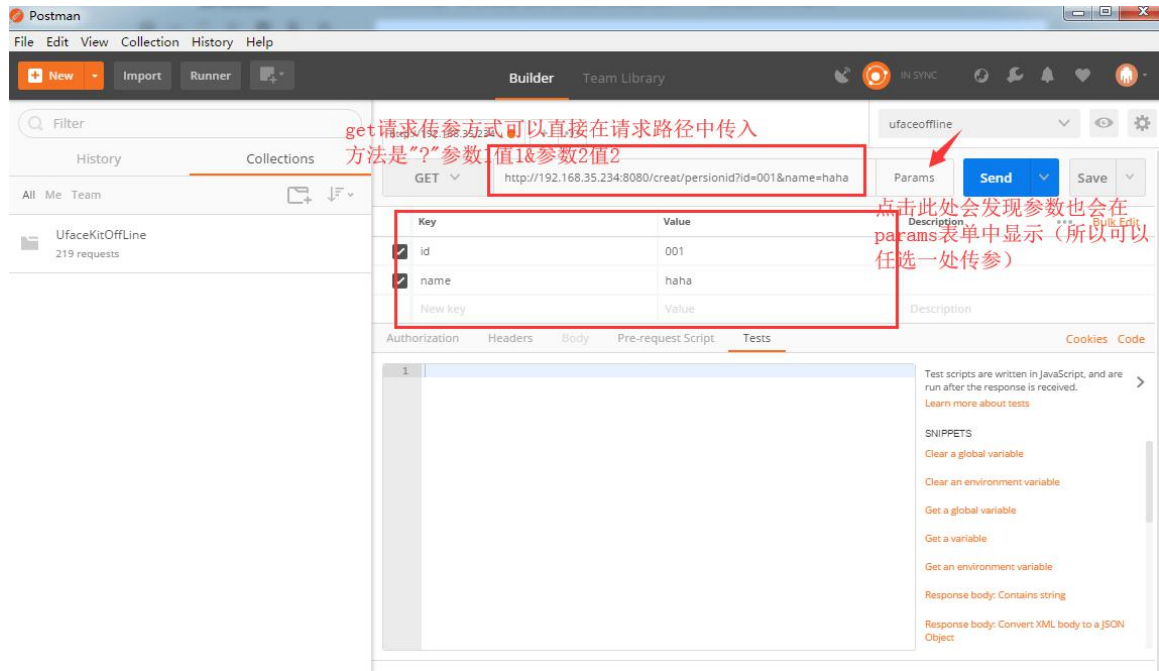 Postman
File Edit View Collection History Help
New Import Runner Builder Team Library IN SYNC
Filter
ufaceoffline
get请求传参方式可以直接在请求路径中传入
方法是"?"参数1值1&参数2值2
History Collections
GET http://192.168.35.234:8080/creat/persionid?id=001&name=haha Params Send Save
All Me Team
点击此处会发现参数也会在
params表单中显示（所以可以
任选一处传参）
Key Value Description Bulk Edit
UfaceKitOffLine
219 requests
id 001
name haha
New key Value Description
Authorization Headers Body Pre-request Script Tests Cookies Code
1
Test scripts are written in JavaScript, and are
run after the response is received.
Learn more about tests
SNIPPETS
Clear a global variable
Clear an environment variable
Get a global variable
Get a variable
Get an environment variable
Response body: Contains string
Response body: Convert XML body to a JSON
Object